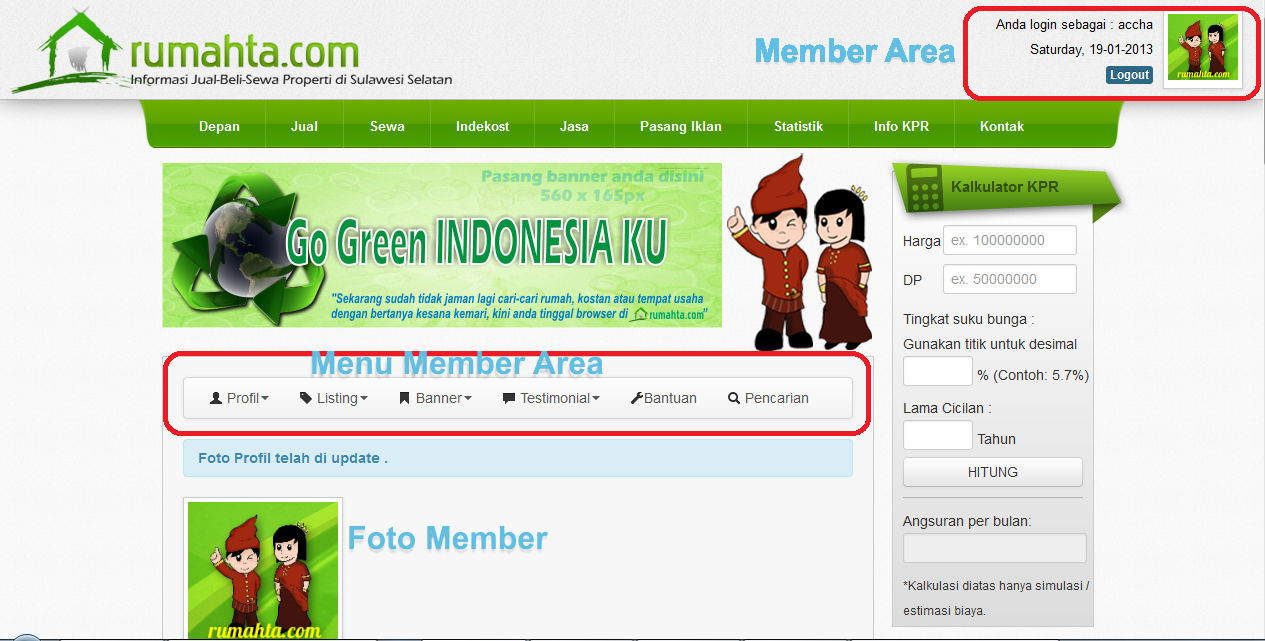 rumahta.com
Informasi Jual-Beli-Sewa Properti di Sulawesi Selatan
Member Area
Anda login sebagai : accha
Saturday, 19-01-2013
Logout
rumahta.com
Depan Jual Sewa Indekost Jasa Pasang Iklan Statistik Info KPR Kontak
Pasang banner anda disini
560 x 165px
Go Green INDONESIA KU
"Sekarang sudah tidak jaman lagi cari-cari rumah, kostan atau tempat usaha
dengan bertanya kesana kemari, kini anda tinggal browser di rumahta.com"
Menu Member Area
Profil Listing Banner Testimonial Bantuan Pencarian
Foto Profil telah di update .
Foto Member
rumahta.com
Kalkulator KPR
Harga ex. 100000000
DP ex. 50000000
Tingkat suku bunga :
Gunakan titik untuk desimal
% (Contoh: 5.7%)
Lama Cicilan :
Tahun
HITUNG
Angsuran per bulan:
*Kalkulasi diatas hanya simulasi /
estimasi biaya.